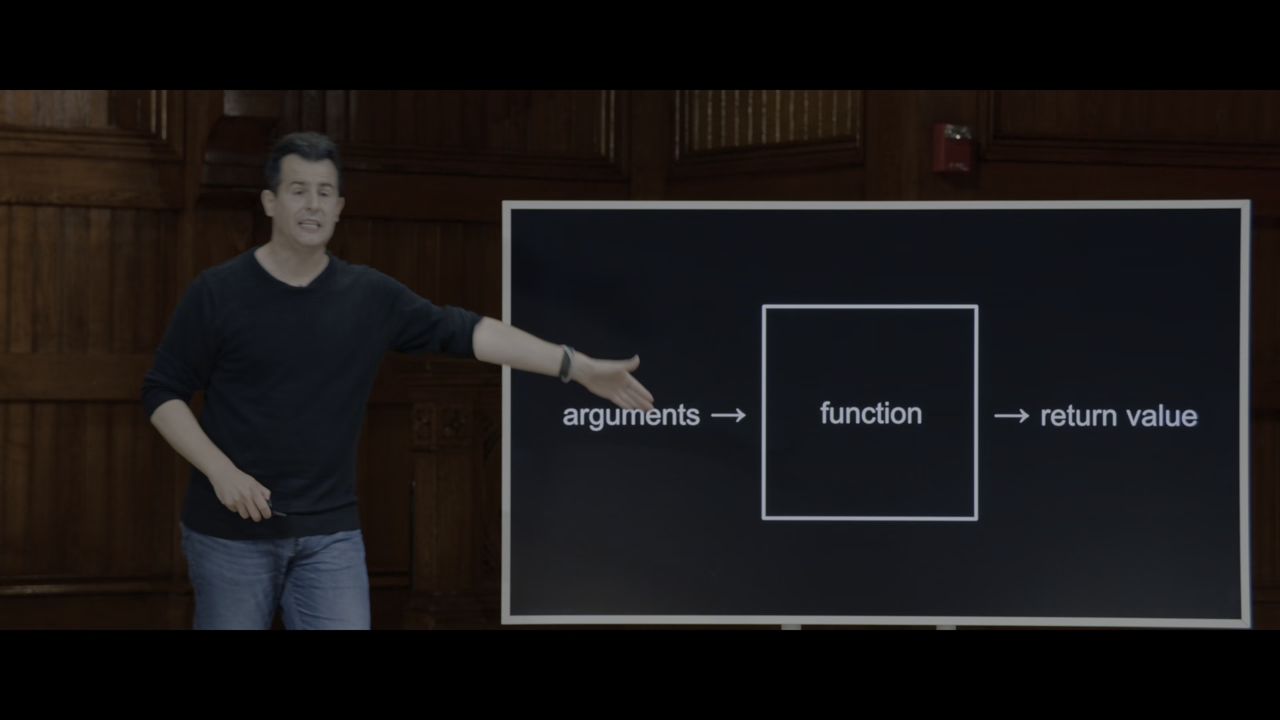 arguments → function → return value